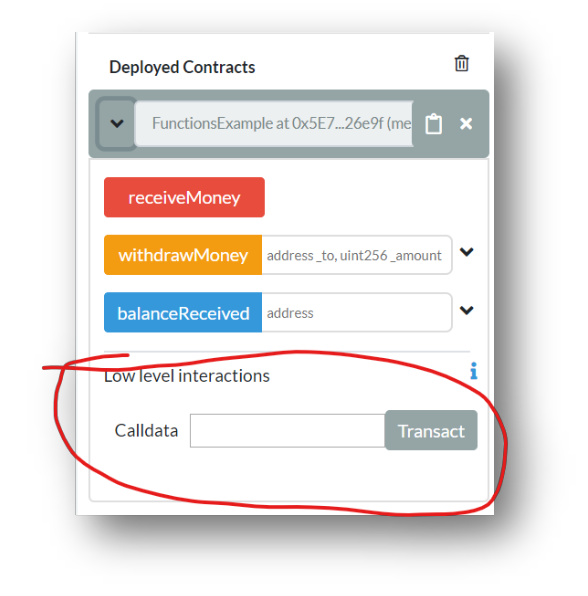 Deployed Contracts
FunctionsExample at 0x5E7...26e9f (me
receiveMoney
withdrawMoney address _to, uint256 _amount
balanceReceived address
Low level interactions
Calldata Transact